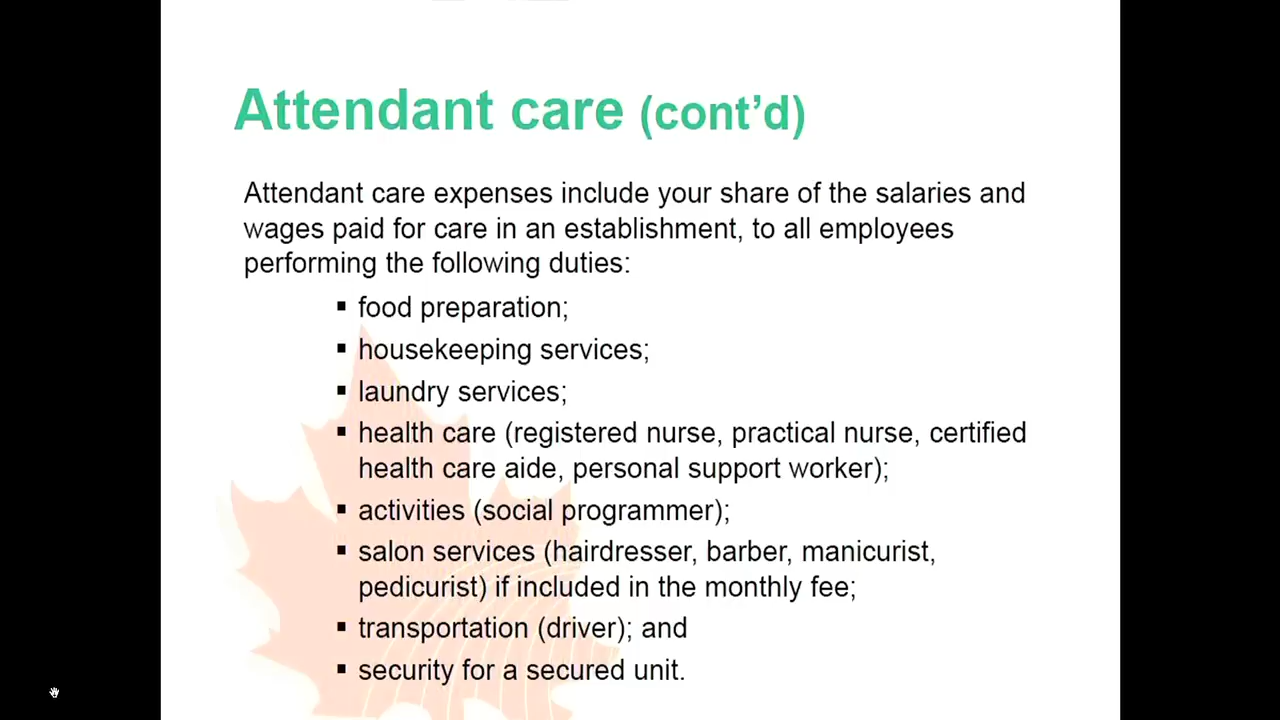 Attendant care (cont’d)
Attendant care expenses include your share of the salaries and
wages paid for care in an establishment, to all employees
performing the following duties:
▪ food preparation;
▪ housekeeping services;
▪ laundry services;
▪ health care (registered nurse, practical nurse, certified
health care aide, personal support worker);
▪ activities (social programmer);
▪ salon services (hairdresser, barber, manicurist,
pedicurist) if included in the monthly fee;
▪ transportation (driver); and
▪ security for a secured unit.